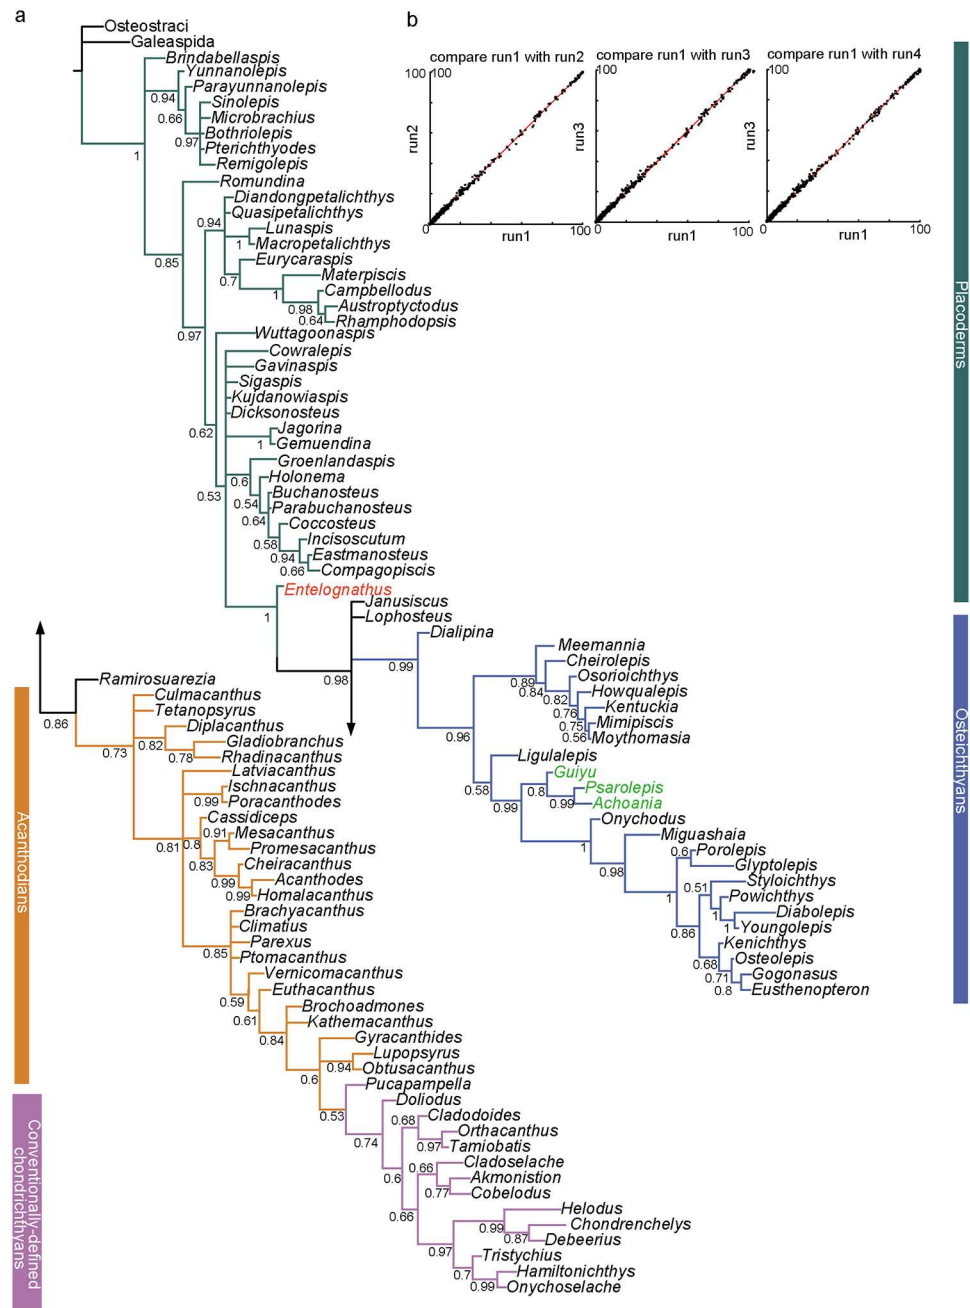 a
b
Osteostraci
Galeaspida
Brindabellaspis
Yunnanolepis
Parayunnanolepis
0.94
Sinolepis
0.66
Microbrachius
Bothriolepis
0.97
Pterichthyodes
1
Remigolepis
Romundina
Diandongpetalichthys
Quasipetalichthys
0.94
Lunaspis
1
Macropetalichthys
0.85
Eurycaraspis
0.7
Materpiscis
1
Campbellodus
0.98
Austroptyctodus
0.64
Rhamphodopsis
0.97
Wuttagoonaspis
Cowralepis
Gavinaspis
Sigaspis
Kujdanowiaspis
Dicksonosteus
0.62
Jagorina
1
Gemuendina
Groenlandaspis
0.6
Holonema
0.53
Buchanosteus
0.54
Parabuchanosteus
0.64
Coccosteus
0.58
Incisoscutum
0.94
Eastmanosteus
0.66
Compagopiscis
Entelognathus
1
Janusiscus
Lophosteus
0.98
compare run1 with run2
100
100
run2
0
run1
100
compare run1 with run3
100
run3
0
run1
100
compare run1 with run4
100
run3
0
run1
100
Placoderms
Dialipina
0.99
Meemannia
Cheirolepis
0.89
Osorioichthys
0.84
Howqualepis
0.82
Kentuckia
0.76
Mimipiscis
0.75
Moythomasia
0.56
0.96
Ligulalepis
Guiyu
0.58
0.8
Psarolepis
0.99
Achoania
0.99
Onychodus
1
Miguashaia
0.98
Porolepis
0.6
Glyptolepis
1
Styloichthys
0.51
Powichthys
Diabolepis
1
Youngolepis
1
0.86
Kenichthys
Osteolepis
0.68
Gogonasus
0.71
Eusthenopteron
0.8
Osteichthyans
Ramirosuarezia
0.86
Culmacanthus
Tetanopsyrus
0.73
Diplacanthus
0.82
Gladiobranchus
0.78
Rhadinacanthus
Latviacanthus
Ischnacanthus
0.99
Poracanthodes
Cassidiceps
0.81
0.8
0.91
Mesacanthus
Promesacanthus
0.83
Cheiracanthus
0.99
Acanthodes
0.99
Homalacanthus
Brachyacanthus
Climatius
Parexus
0.85
Ptomacanthus
Vernicomacanthus
0.59
Euthacanthus
0.61
Brochoadmones
Kathemacanthus
0.84
Gyracanthides
Lupopsyrus
0.94
Obtusacanthus
0.6
Pucapampella
0.53
Doliodus
0.74
Cladodoides
0.68
Orthacanthus
0.97
Tamiobatis
0.6
Cladoselache
0.66
Akmonistion
0.77
Cobelodus
0.66
Helodus
0.99
Chondrenchelys
0.87
Debeerius
0.97
Tristychius
0.7
Hamiltonichthys
0.99
Onychoselache
Acanthodians
Conventionally-defined
chondrichthyans